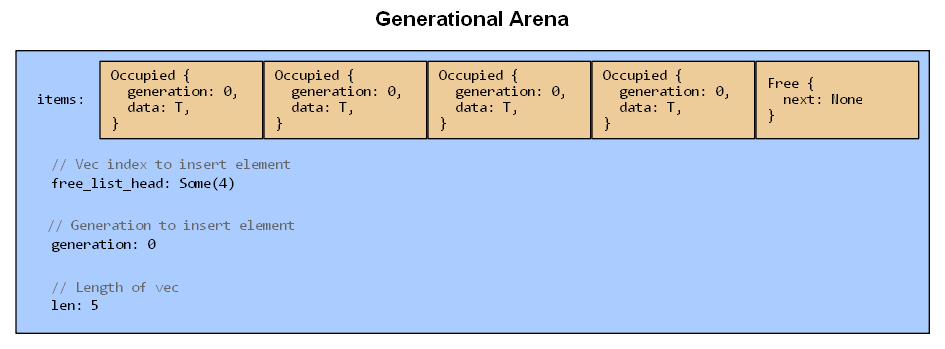 Generational Arena
items:
Occupied {
generation: 0,
data: T,
}
Occupied {
generation: 0,
data: T,
}
Occupied {
generation: 0,
data: T,
}
Occupied {
generation: 0,
data: T,
}
Free {
next: None
}
// Vec index to insert element
free_list_head: Some(4)
// Generation to insert element
generation: 0
// Length of vec
len: 5